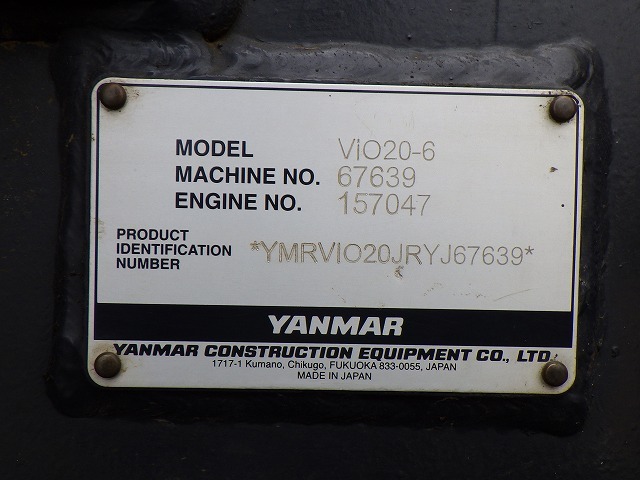 MODEL ViO20-6
MACHINE NO. 67639
ENGINE NO. 157047
PRODUCT
IDENTIFICATION
NUMBER
*YMRVIO20JRYJ67639*
YANMAR
YANMAR CONSTRUCTION EQUIPMENT CO., LTD.
1717-1 Kumano, Chikugo, FUKUOKA 833-0055, JAPAN
MADE IN JAPAN